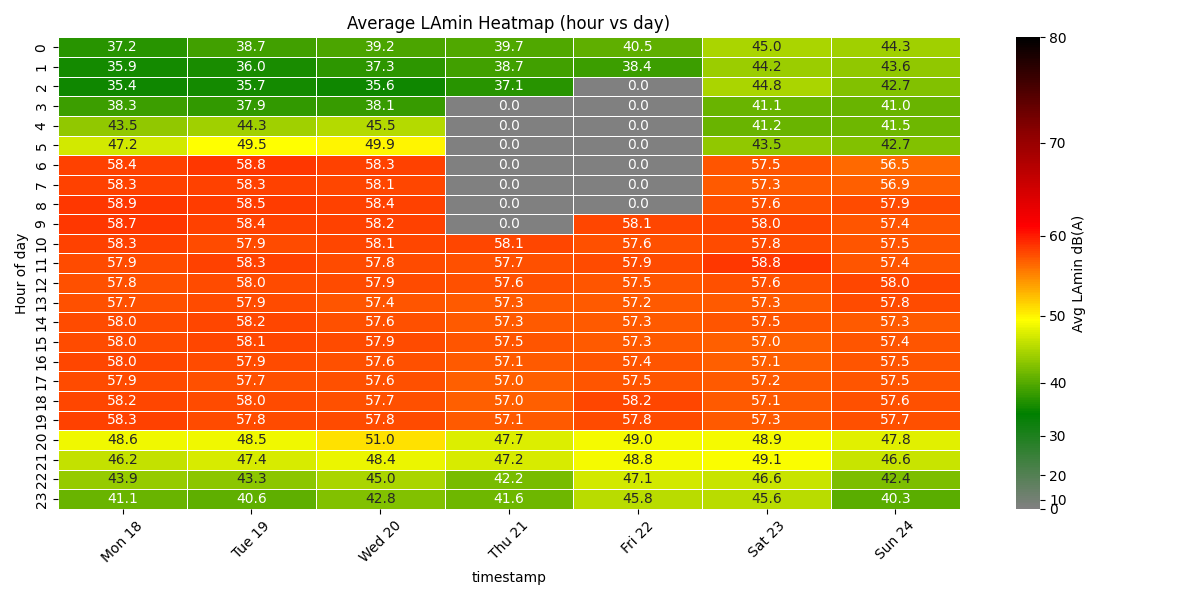 Average LAmin Heatmap (hour vs day)
0 37.2 38.7 39.2 39.7 40.5 45.0 44.3
1 35.9 36.0 37.3 38.7 38.4 44.2 43.6
2 35.4 35.7 35.6 37.1 0.0 44.8 42.7
3 38.3 37.9 38.1 0.0 0.0 41.1 41.0
4 43.5 44.3 45.5 0.0 0.0 41.2 41.5
5 47.2 49.5 49.9 0.0 0.0 43.5 42.7
6 58.4 58.8 58.3 0.0 0.0 57.5 56.5
7 58.3 58.3 58.1 0.0 0.0 57.3 56.9
8 58.9 58.5 58.4 0.0 0.0 57.6 57.9
9 58.7 58.4 58.2 0.0 58.1 58.0 57.4
10 58.3 57.9 58.1 58.1 57.6 57.8 57.5
11 57.9 58.3 57.8 57.7 57.9 58.8 57.4
12 57.8 58.0 57.9 57.6 57.5 57.6 58.0
13 57.7 57.9 57.4 57.3 57.2 57.3 57.8
14 58.0 58.2 57.6 57.3 57.3 57.5 57.3
15 58.0 58.1 57.9 57.5 57.3 57.0 57.4
16 58.0 57.9 57.6 57.1 57.4 57.1 57.5
17 57.9 57.7 57.6 57.0 57.5 57.2 57.5
18 58.2 58.0 57.7 57.0 58.2 57.1 57.6
19 58.3 57.8 57.8 57.1 57.8 57.3 57.7
20 48.6 48.5 51.0 47.7 49.0 48.9 47.8
21 46.2 47.4 48.4 47.2 48.8 49.1 46.6
22 43.9 43.3 45.0 42.2 47.1 46.6 42.4
23 41.1 40.6 42.8 41.6 45.8 45.6 40.3
Hour of day
Mon 18 Tue 19 Wed 20 Thu 21 Fri 22 Sat 23 Sun 24
timestamp
80
70
60
50
40
30
20
10
0
Avg LAmin dB(A)